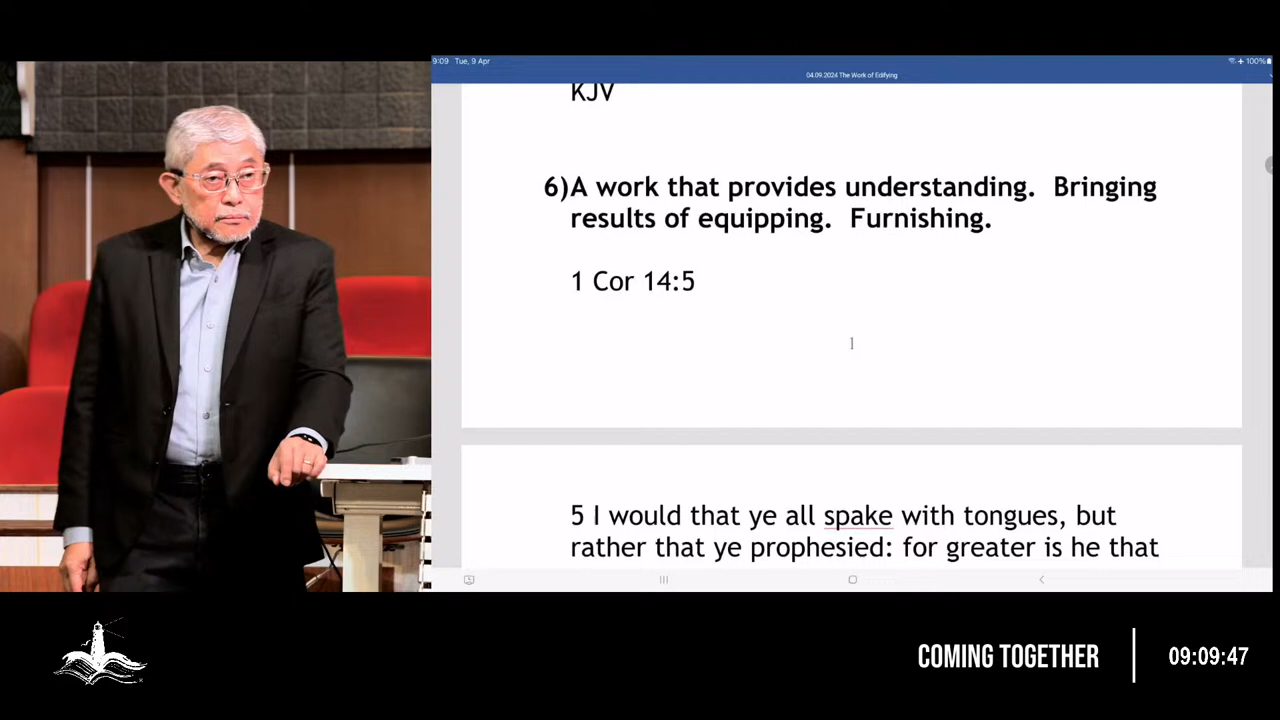 9:09 Tue, 9 Apr
100%
04.09.2024 The Work of Edifying
KJV
6)A work that provides understanding. Bringing
results of equipping. Furnishing.
1 Cor 14:5
1
5 I would that ye all spake with tongues, but
rather that ye prophesied: for greater is he that
COMING TOGETHER
09:09:47